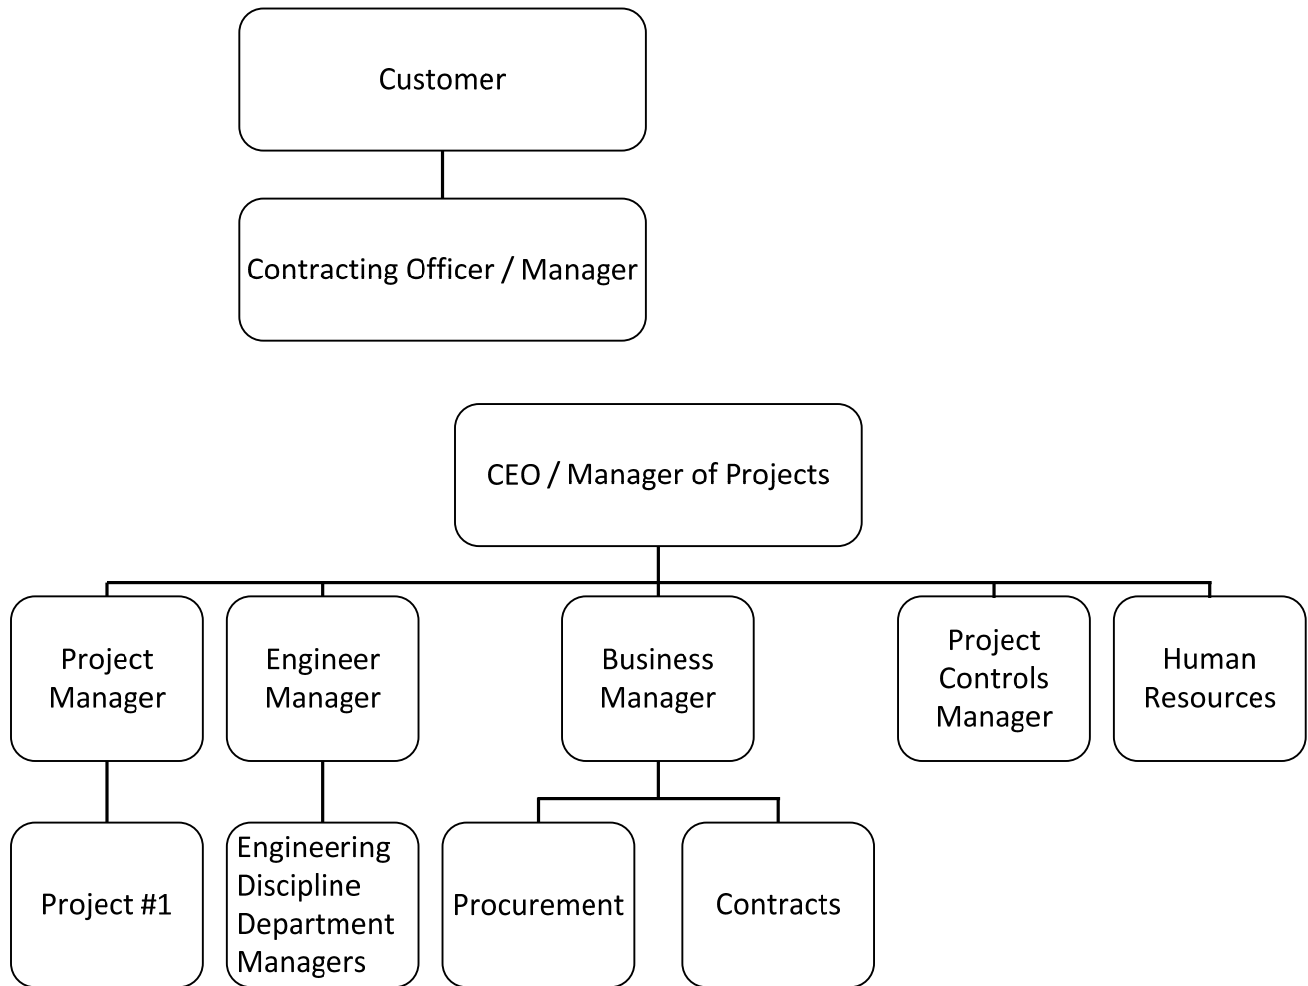 Customer
Contracting Officer / Manager
CEO / Manager of Projects
Project
Manager
Engineer
Manager
Business
Manager
Project
Controls
Manager
Human
Resources
Project #1
Engineering
Discipline
Department
Managers
Procurement
Contracts